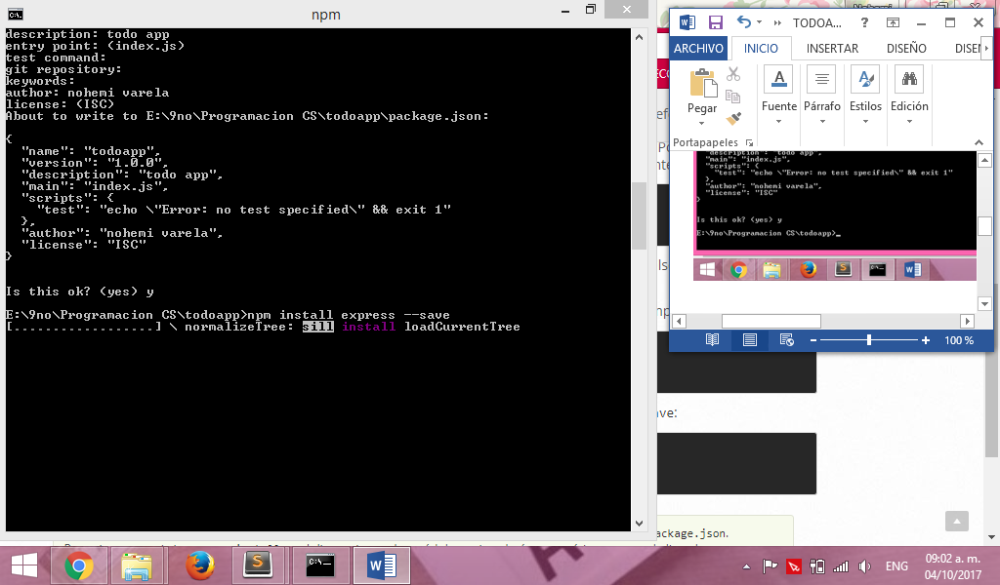 npm
description: todo app
entry point: (index.js)
test command:
git repository:
keywords:
author: nohemi varela
license: (ISC)
About to write to E:\9no\Programacion CS\todoapp\package.json:
{
"name": "todoapp",
"version": "1.0.0",
"description": "todo app",
"main": "index.js",
"scripts": {
"test": "echo \"Error: no test specified\" && exit 1"
},
"author": "nohemi varela",
"license": "ISC"
}
Is this ok? (yes) y
E:\9no\Programacion CS\todoapp>npm install express --save
[..................] \ normalizeTree: sill install loadCurrentTree
TODOA...
ARCHIVO INICIO INSERTAR DISEÑO DISEÑ
Pegar Fuente Párrafo Estilos Edición
Portapapeles
"description": "todo app",
"main": "index.js",
"scripts": {
"test": "echo \"Error: no test specified\" && exit 1"
},
"author": "nohemi varela",
"license": "ISC"
}
Is this ok? (yes) y
E:\9no\Programacion CS\todoapp>_
100 %
ave:
ackage.json.
ENG
09:02 a. m.
04/10/2017